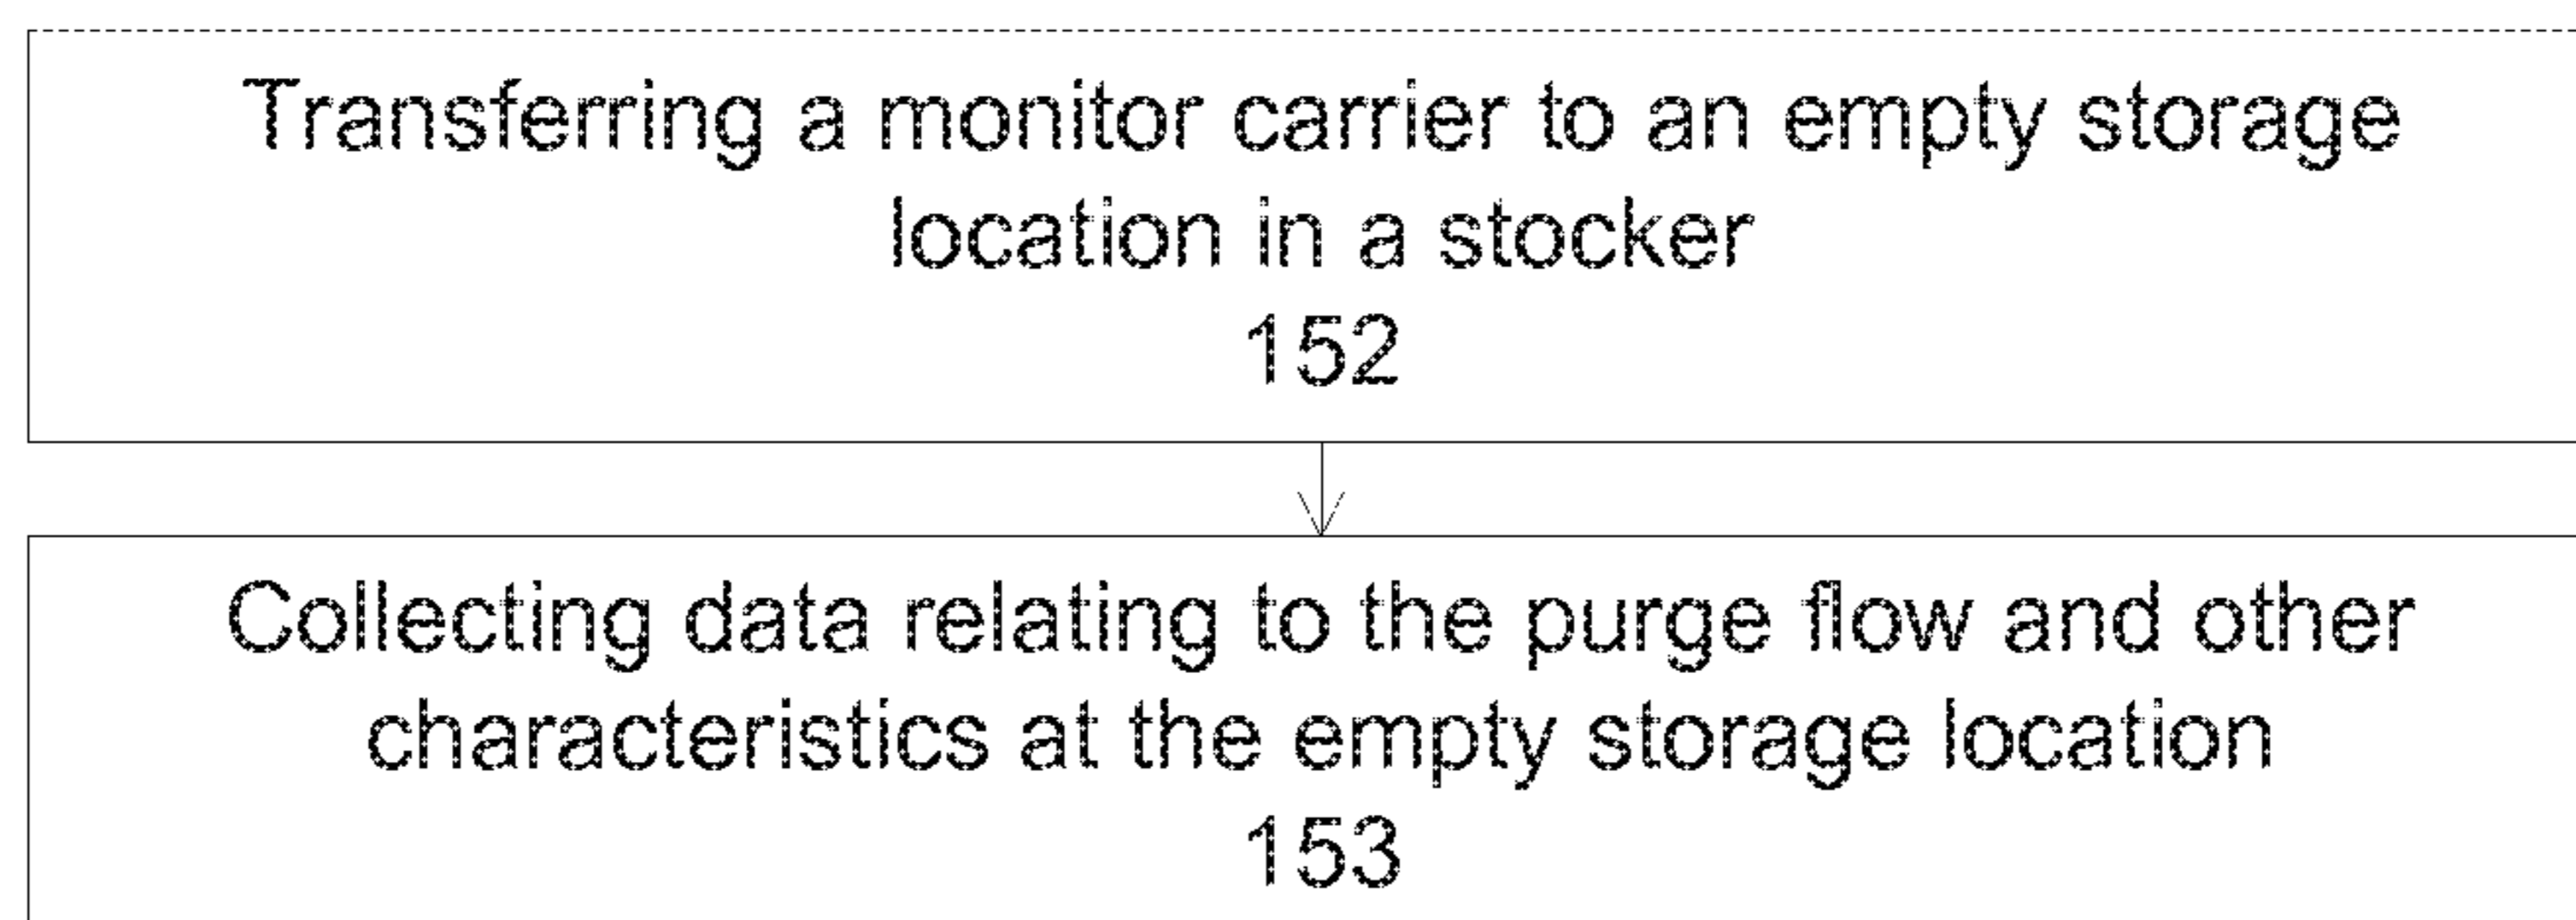 Transferring a monitor carrier to an empty storage
location in a stocker
152
Collecting data relating to the purge flow and other
characteristics at the empty storage location
153